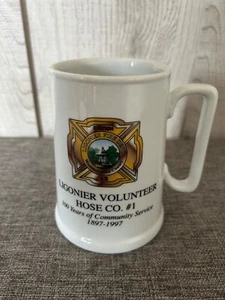 LIGONIER VOLUNTEER
HOSE CO. #1
100 Years of Community Service
1897-1997